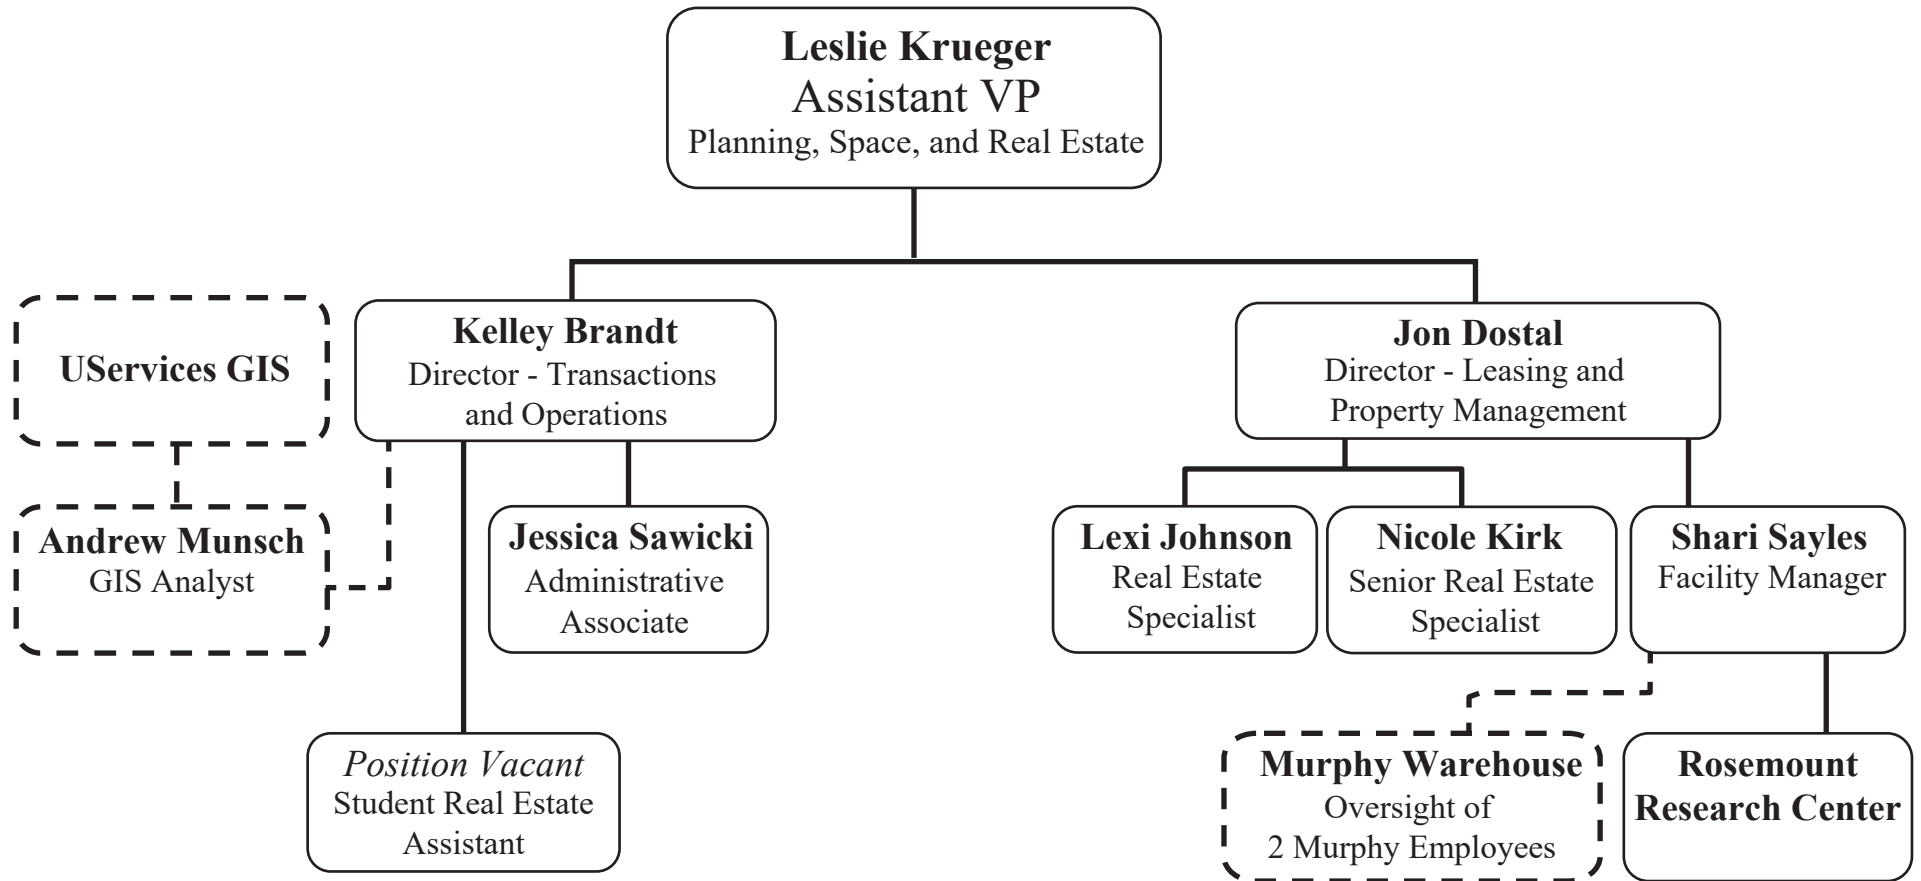 Leslie Krueger
Assistant VP
Planning, Space, and Real Estate
UServices GIS
Kelley Brandt
Director - Transactions
and Operations
Jon Dostal
Director - Leasing and
Property Management
Andrew Munsch
GIS Analyst
Jessica Sawicki
Administrative
Associate
Lexi Johnson
Real Estate
Specialist
Nicole Kirk
Senior Real Estate
Specialist
Shari Sayles
Facility Manager
Position Vacant
Student Real Estate
Assistant
Murphy Warehouse
Oversight of
2 Murphy Employees
Rosemount
Research Center